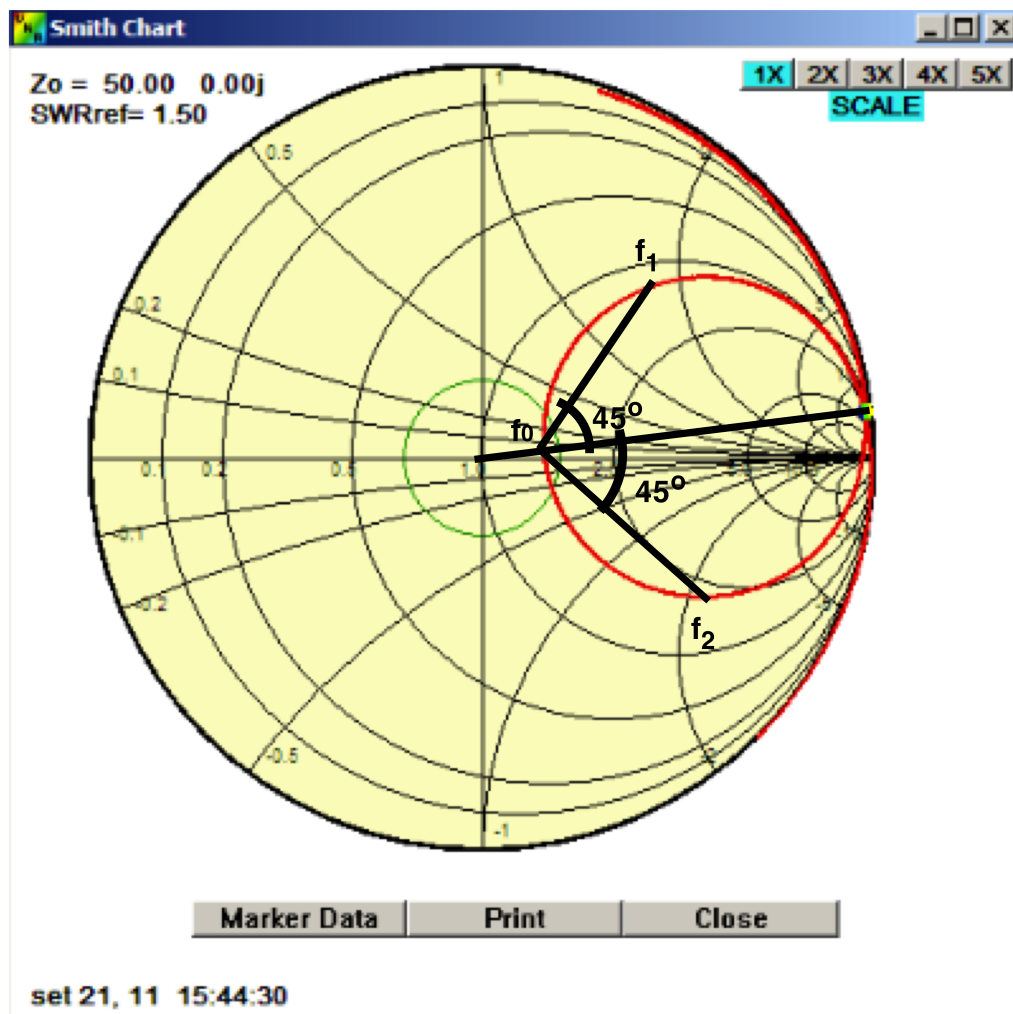 Smith Chart
Zo = 50.00 0.00j
SWRref= 1.50
1X 2X 3X 4X 5X
SCALE
1
0.5
0.2
0.1
f1
f0
45º
45º
0.1 0.2 0.5 1.0
-0.1
-0.2
f2
-0.5
-2
-1
Marker Data Print Close
set 21, 11 15:44:30